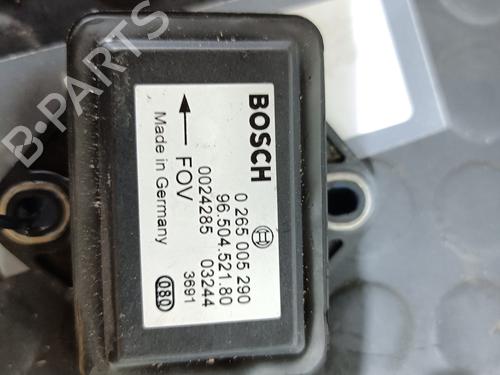 BOSCH
0 265 005 290
96.504.521.80
0024285 03244
FOV 3691
Made in Germany
080
B-PARTS